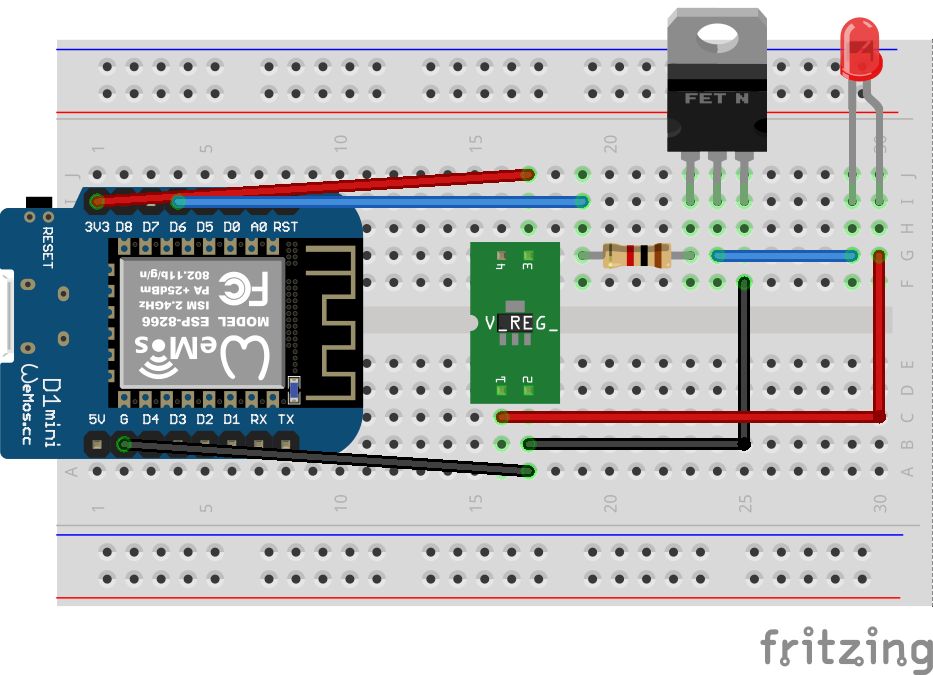 FET N
1 5 10 15 20 30
J J
I
H
G
F
3V3 D8 D7 D6 D5 D0 A0 RST
RESET
802.11b/g/n
PA +25dBm
ISM 2.4GHz
MODEL ESP-8266
FC
WeMos
4 3
V_REG_
1 2
D1 mini
WeMos.cc
5V G D4 D3 D2 D1 RX TX
E
D
C
B
A A
1 5 10 15 20 25 30
fritzing